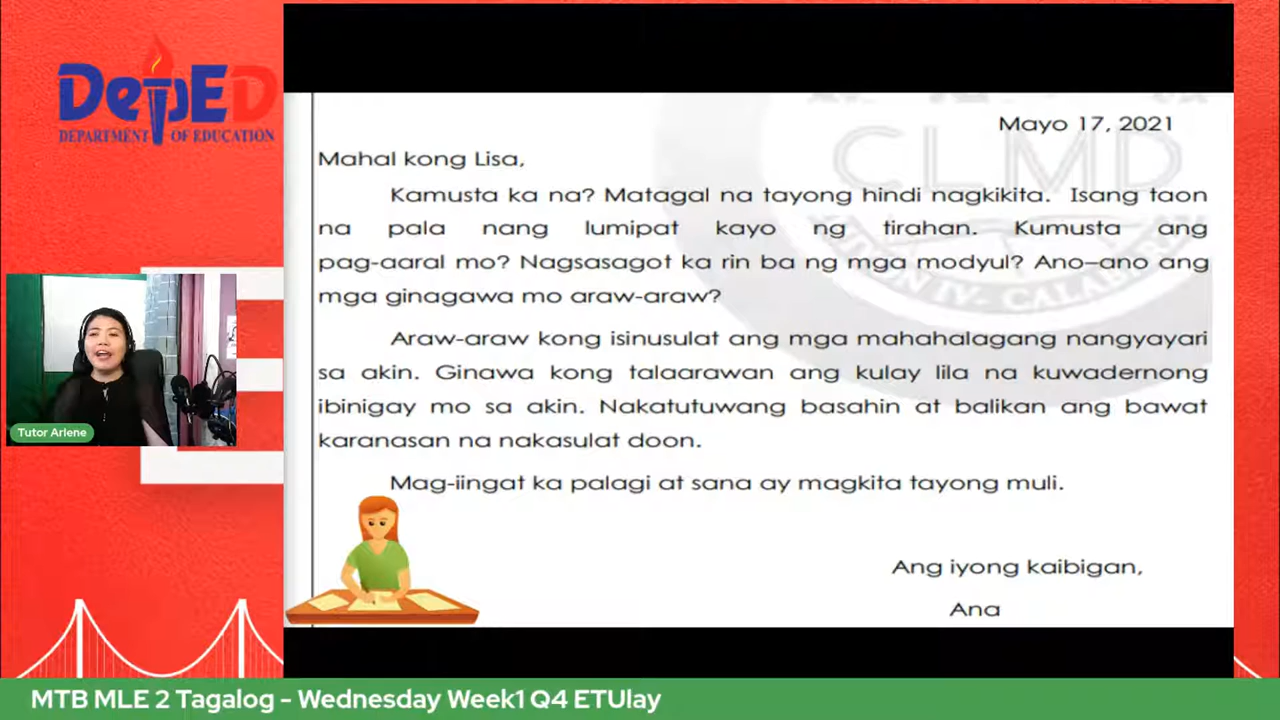 DepED
DEPARTMENT OF EDUCATION
CLMD
Mayo 17, 2021
Mahal kong Lisa,
Kamusta ka na? Matagal na tayong hindi nagkikita. Isang taon
na pala nang lumipat kayo ng tirahan. Kumusta ang
pag-aaral mo? Nagsasagot ka rin ba ng mga modyul? Ano–ano ang
mga ginagawa mo araw-araw?
Araw-araw kong isinusulat ang mga mahahalagang nangyayari
sa akin. Ginawa kong talaarawan ang kulay lila na kuwadernong
ibinigay mo sa akin. Nakatutuwang basahin at balikan ang bawat
karanasan na nakasulat doon.
Mag-iingat ka palagi at sana ay magkita tayong muli.
Ang iyong kaibigan,
Ana
Tutor Arlene
MTB MLE 2 Tagalog - Wednesday Week1 Q4 ETUlay